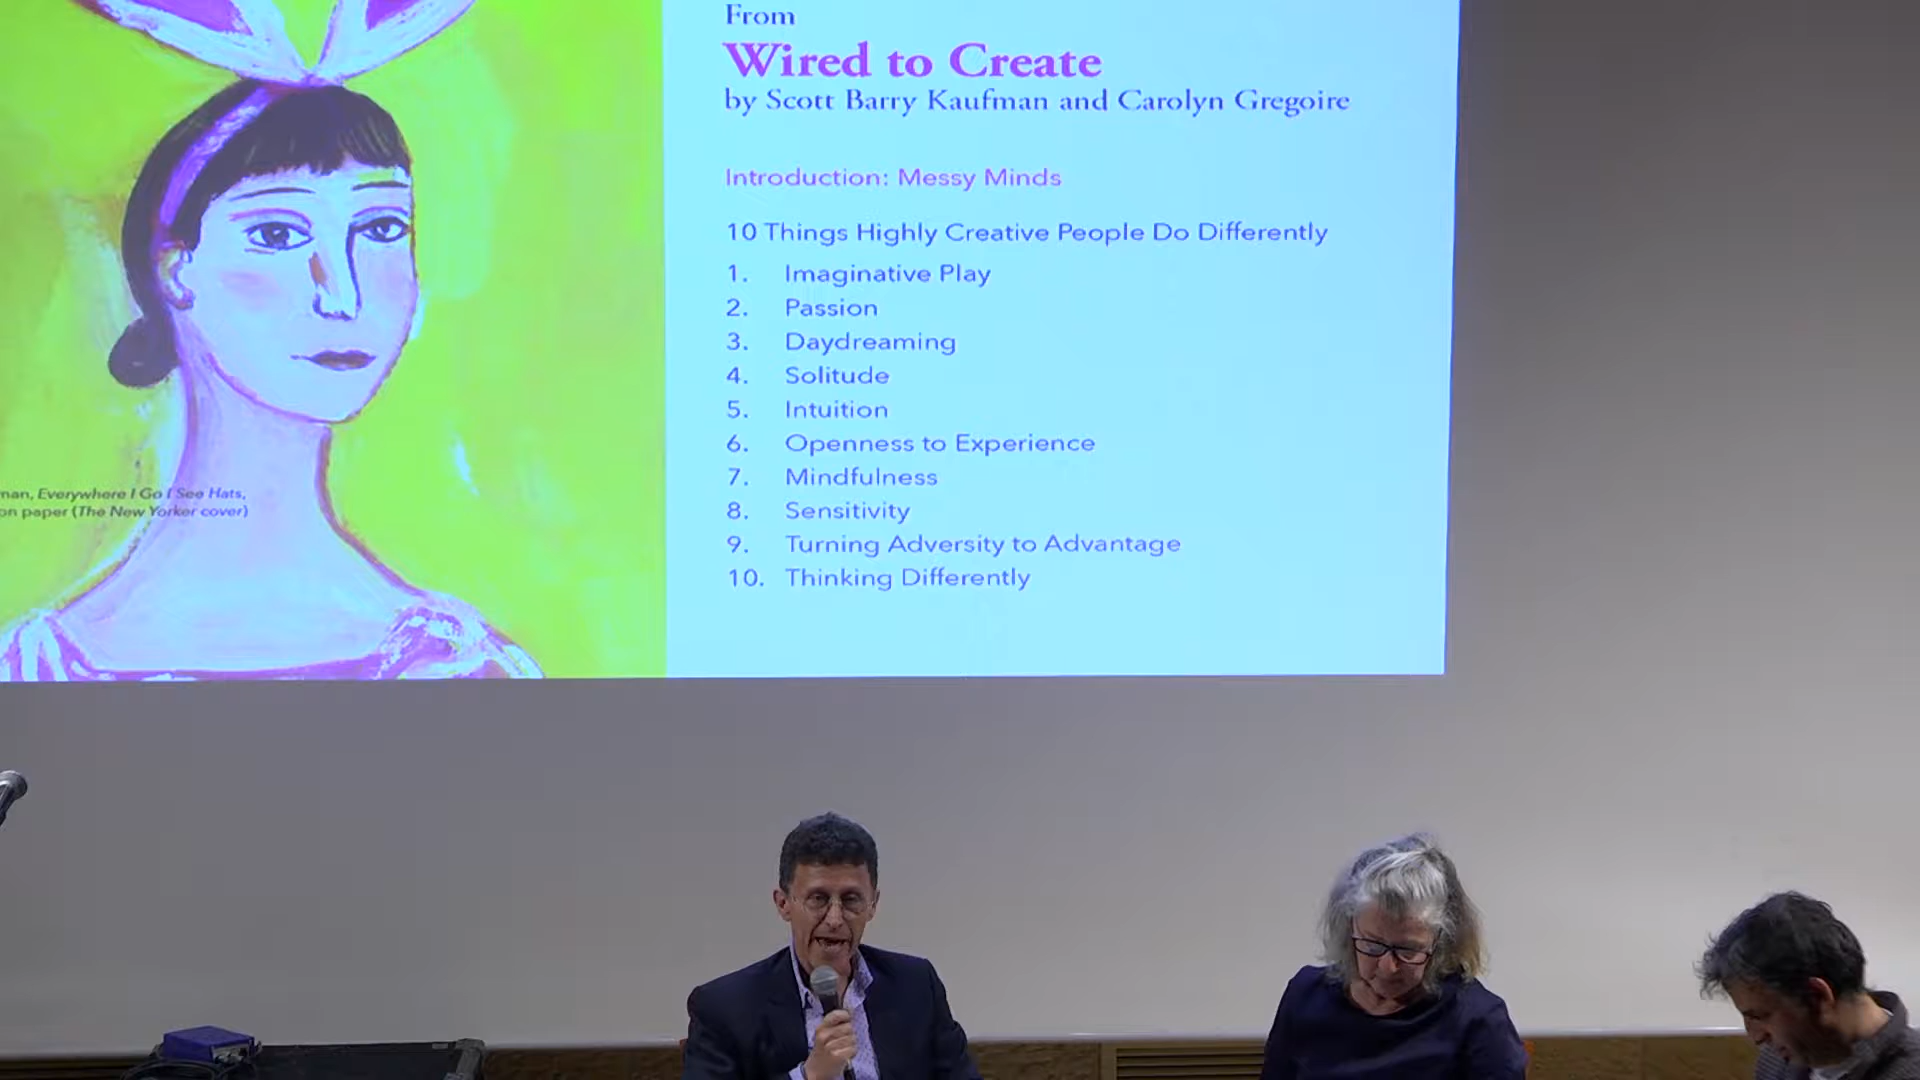 From
Wired to Create
by Scott Barry Kaufman and Carolyn Gregoire
Introduction: Messy Minds
10 Things Highly Creative People Do Differently
1. Imaginative Play
2. Passion
3. Daydreaming
4. Solitude
5. Intuition
6. Openness to Experience
7. Mindfulness
8. Sensitivity
9. Turning Adversity to Advantage
10. Thinking Differently
man, Everywhere I Go I See Hats,
on paper (The New Yorker cover)